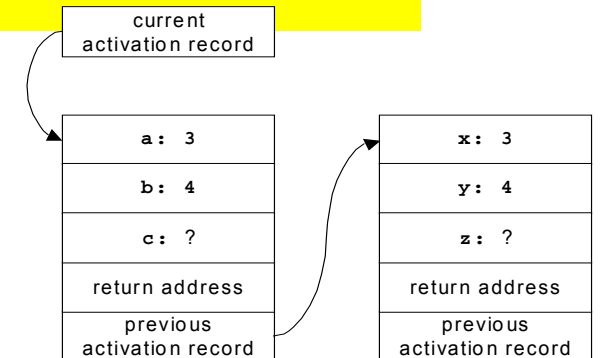 current
activation record
a: 3
b: 4
c: ?
return address
previous
activation record
x: 3
y: 4
z: ?
return address
previous
activation record